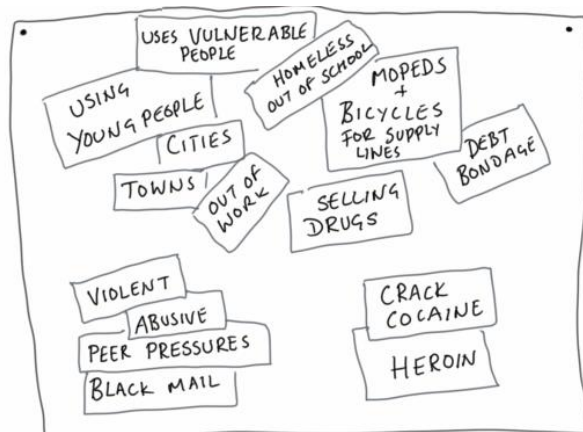 USES VULNERABLE
PEOPLE
HOMELESS
OUT OF SCHOOL
MOPEDS
+
BICYCLES
FOR SUPPLY
LINES
USING
YOUNG PEOPLE
CITIES
TOWNS
OUT OF
WORK
SELLING
DRUGS
DEBT
BONDAGE
VIOLENT
ABUSIVE
PEER PRESSURES
BLACK MAIL
CRACK
COCAINE
HEROIN